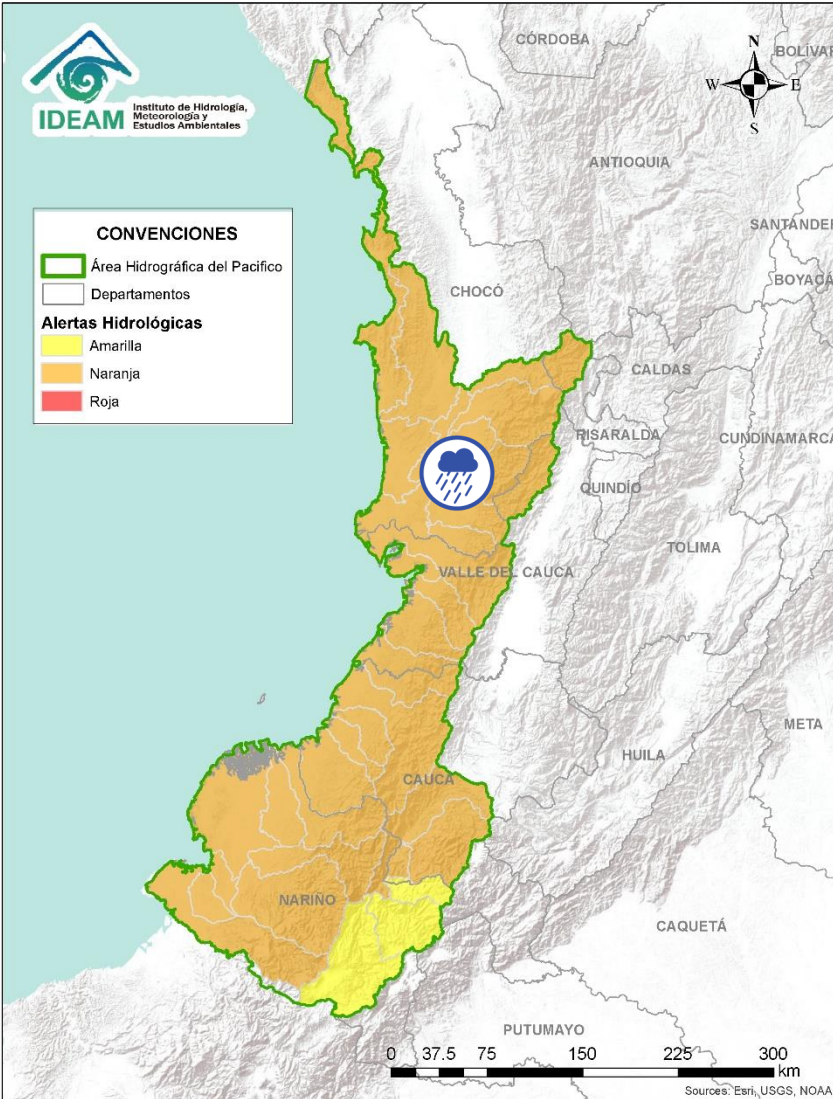 IDEAM
Instituto de Hidrología,
Meteorología y
Estudios Ambientales
CÓRDOBA
BOLÍVAR
N
W
E
S
ANTIOQUIA
SANTANDER
BOYACÁ
CONVENCIONES
Área Hidrográfica del Pacifico
Departamentos
Alertas Hidrológicas
Amarilla
Naranja
Roja
CHOCÓ
CALDAS
RISARALDA
CUNDINAMARCA
QUINDÍO
TOLIMA
VALLE DEL CAUCA
META
HUILA
CAUCA
NARIÑO
CAQUETÁ
PUTUMAYO
0 37.5 75 150 225 300
km
Sources: Esri, USGS, NOAA